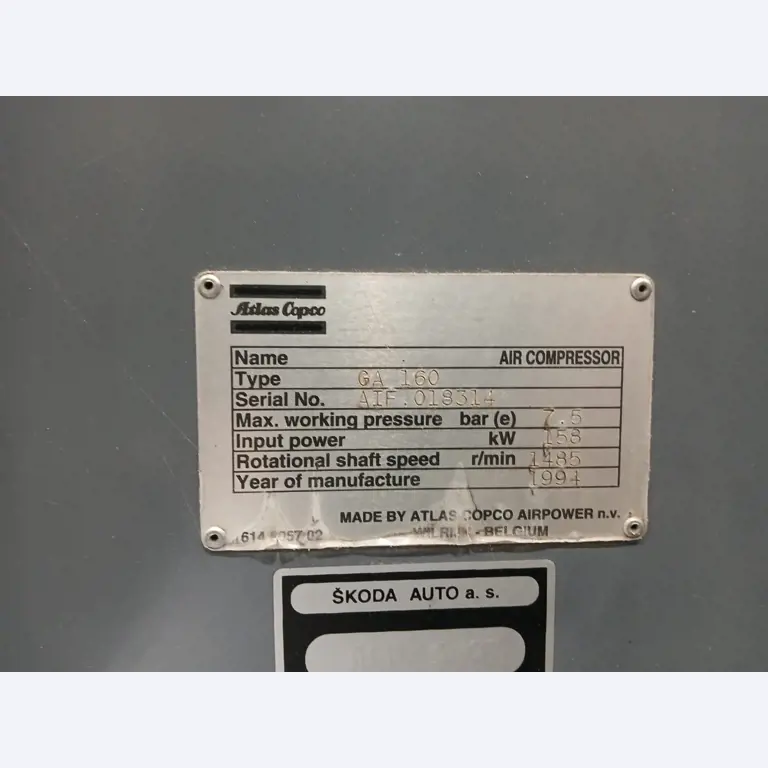 Atlas Copco
Name AIR COMPRESSOR
Type GA 160
Serial No. AIF.018314
Max. working pressure bar (e) 7.5
Input power kW 158
Rotational shaft speed r/min 1485
Year of manufacture 1994
MADE BY ATLAS COPCO AIRPOWER n.v.
WILRIJK - BELGIUM
ŠKODA AUTO a. s.